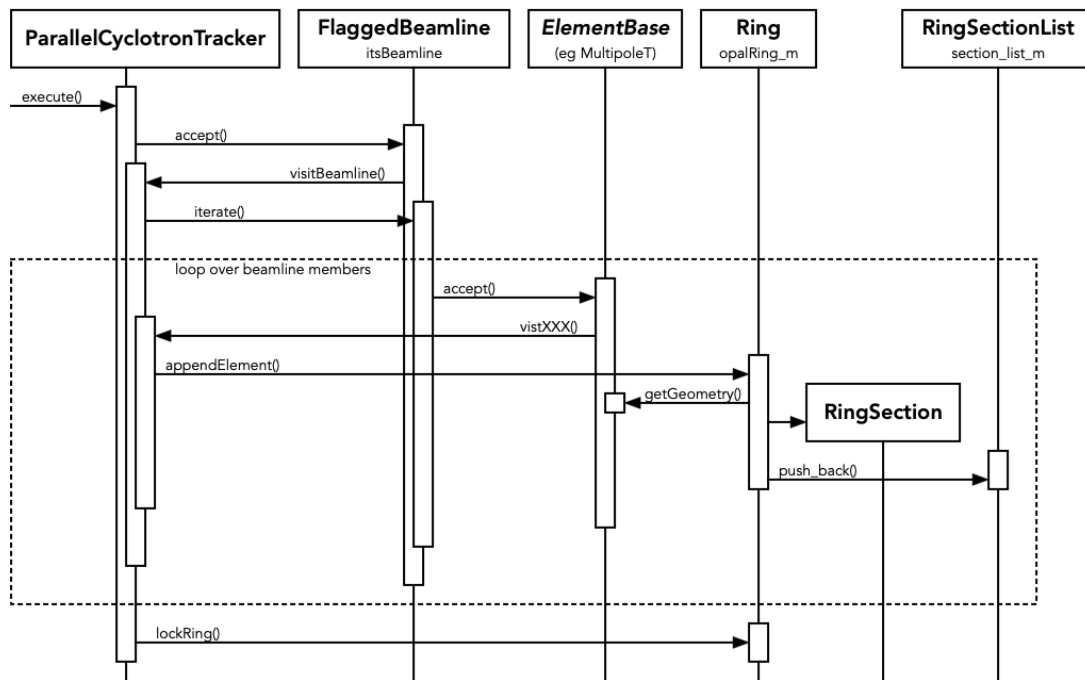 ParallelCyclotronTracker
FlaggedBeamline
itsBeamline
ElementBase
(eg MultipoleT)
Ring
opalRing_m
RingSectionList
section_list_m
execute()
accept()
visitBeamline()
iterate()
loop over beamline members
accept()
vistXXX()
appendElement()
getGeometry()
RingSection
push_back()
lockRing()